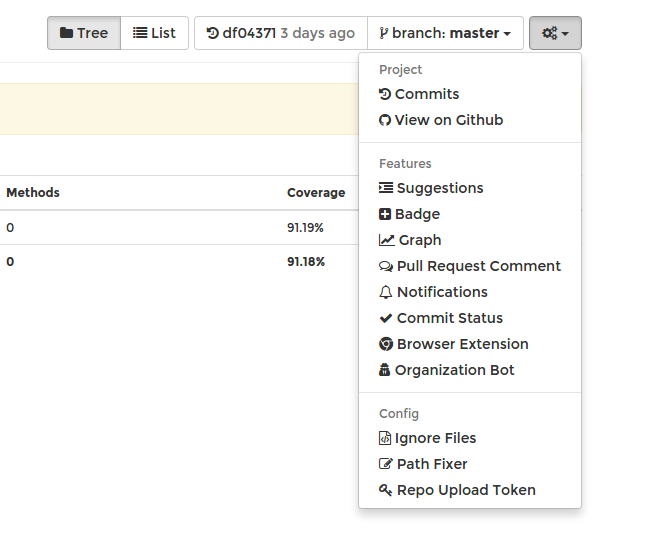 Tree
List
df04371 3 days ago
branch: master
Project
Commits
View on Github
Features
Suggestions
Badge
Graph
Pull Request Comment
Notifications
Commit Status
Browser Extension
Organization Bot
Config
Ignore Files
Path Fixer
Repo Upload Token
Methods Coverage
0 91.19%
0 91.18%